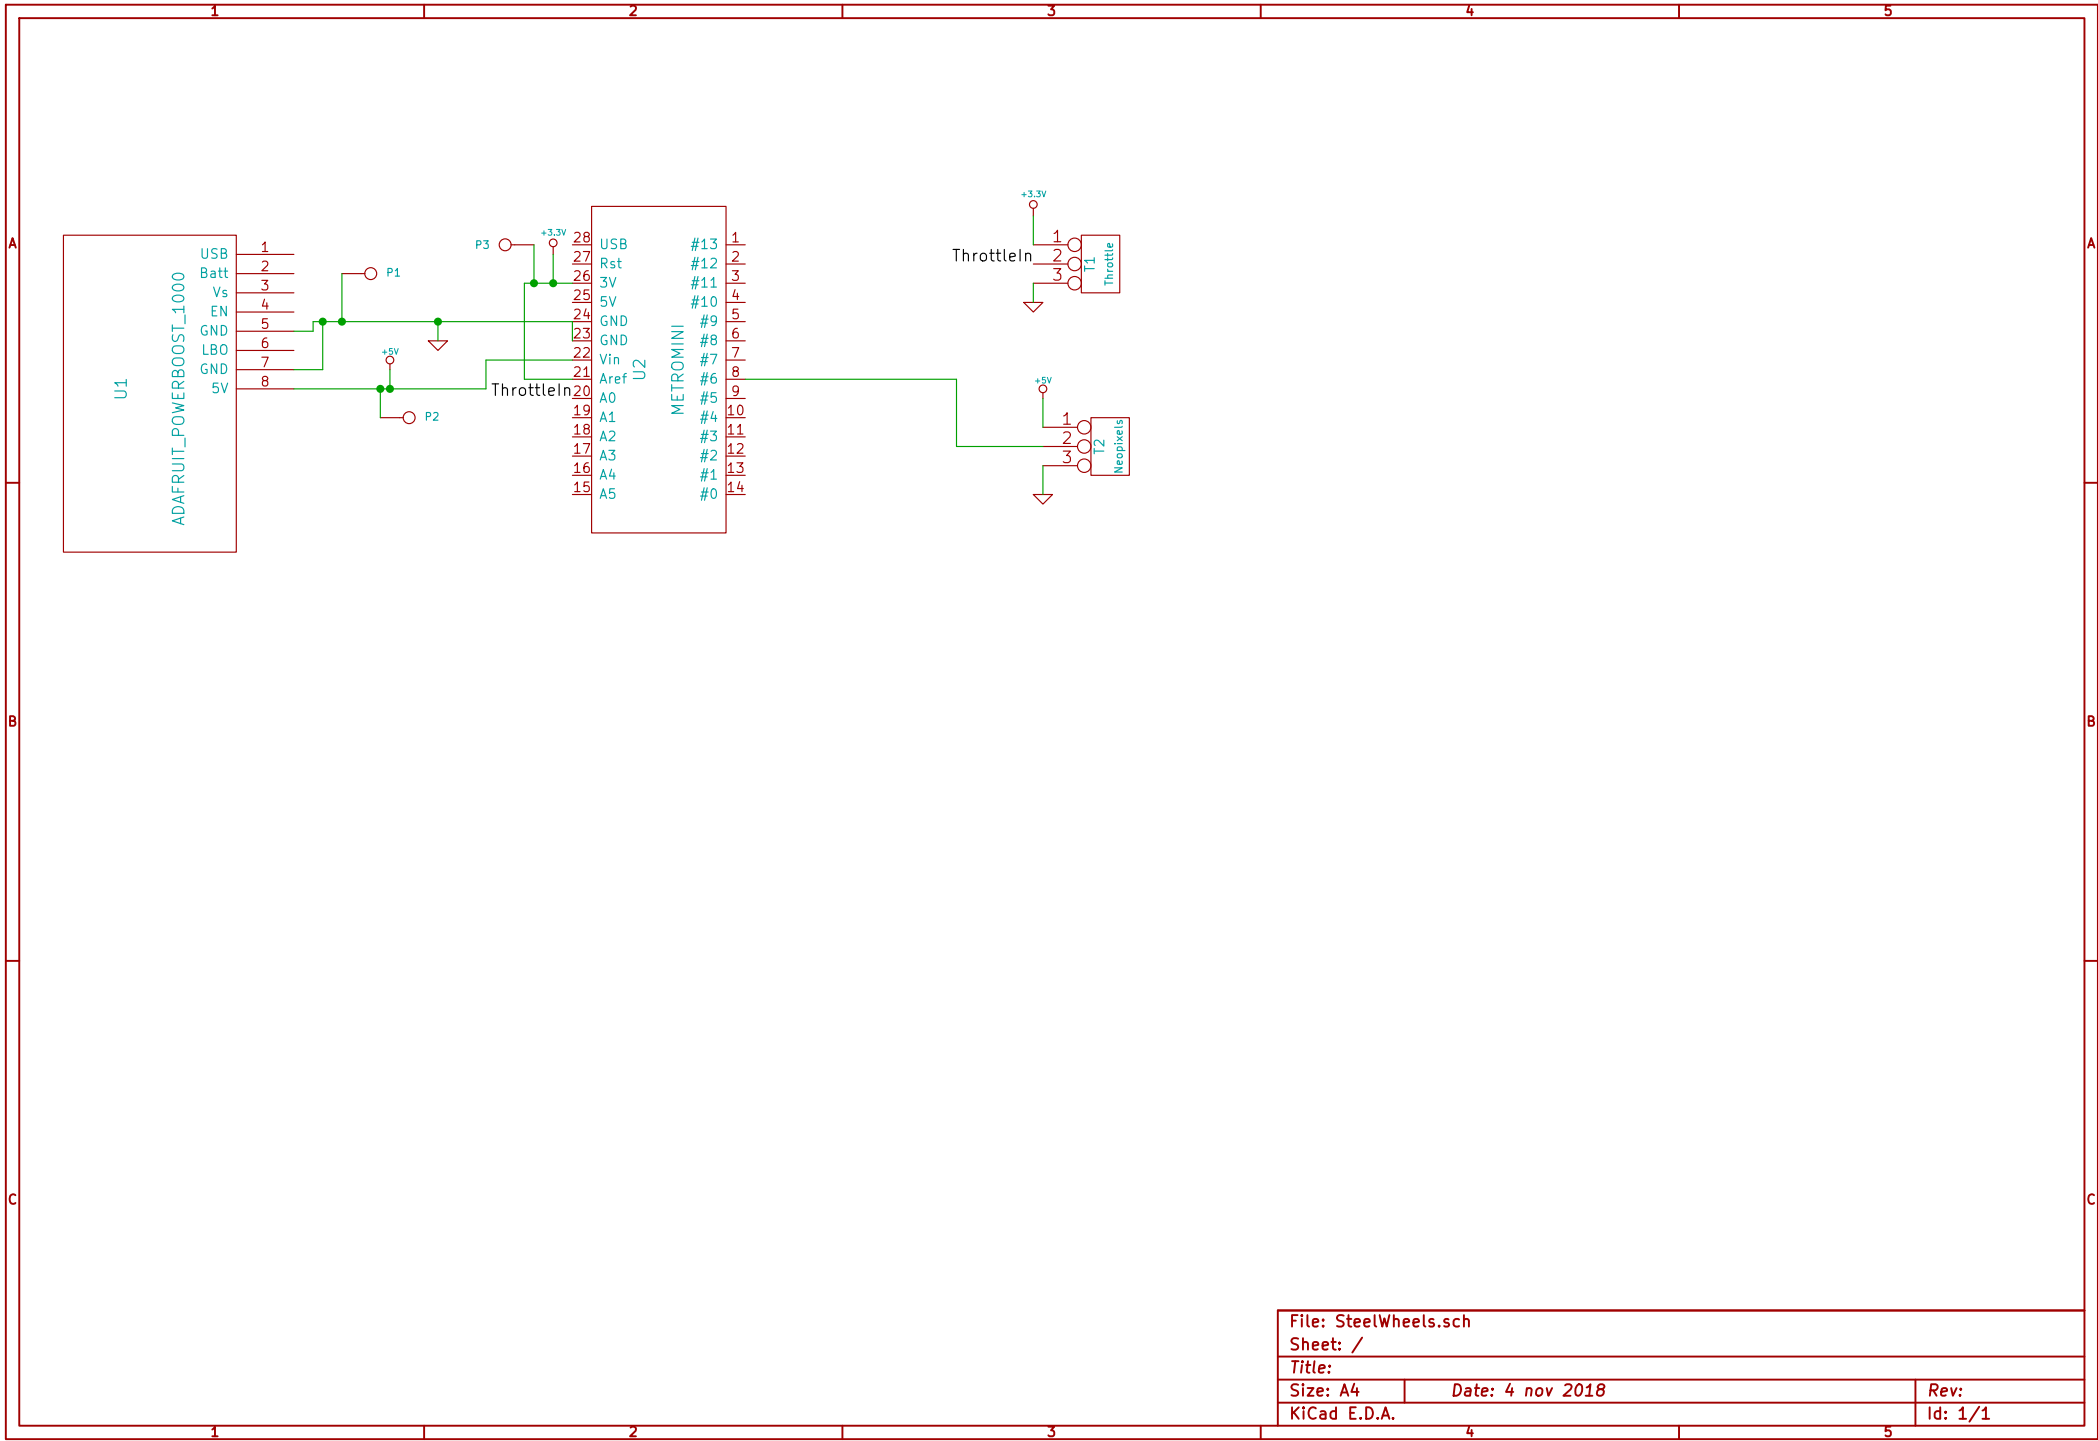 1 2 3 4 5
A A
B B
C C
1 2 3 4 5
U1
ADAFRUIT_POWERBOOST_1000
USB 1
Batt 2
Vs 3
EN 4
GND 5
LBO 6
GND 7
5V 8
P1
+5V
P2
P3
+3.3V
ThrottleIn
U2
METROMINI
28 USB
27 Rst
26 3V
25 5V
24 GND
23 GND
22 Vin
21 Aref
20 A0
19 A1
18 A2
17 A3
16 A4
15 A5
#13 1
#12 2
#11 3
#10 4
#9 5
#8 6
#7 7
#6 8
#5 9
#4 10
#3 11
#2 12
#1 13
#0 14
+3.3V
ThrottleIn
1
2
3
T1
Throttle
+5V
1
2
3
T2
Neopixels
File: SteelWheels.sch
Sheet: /
Title:
Size: A4 Date: 4 nov 2018 Rev:
KiCad E.D.A. Id: 1/1